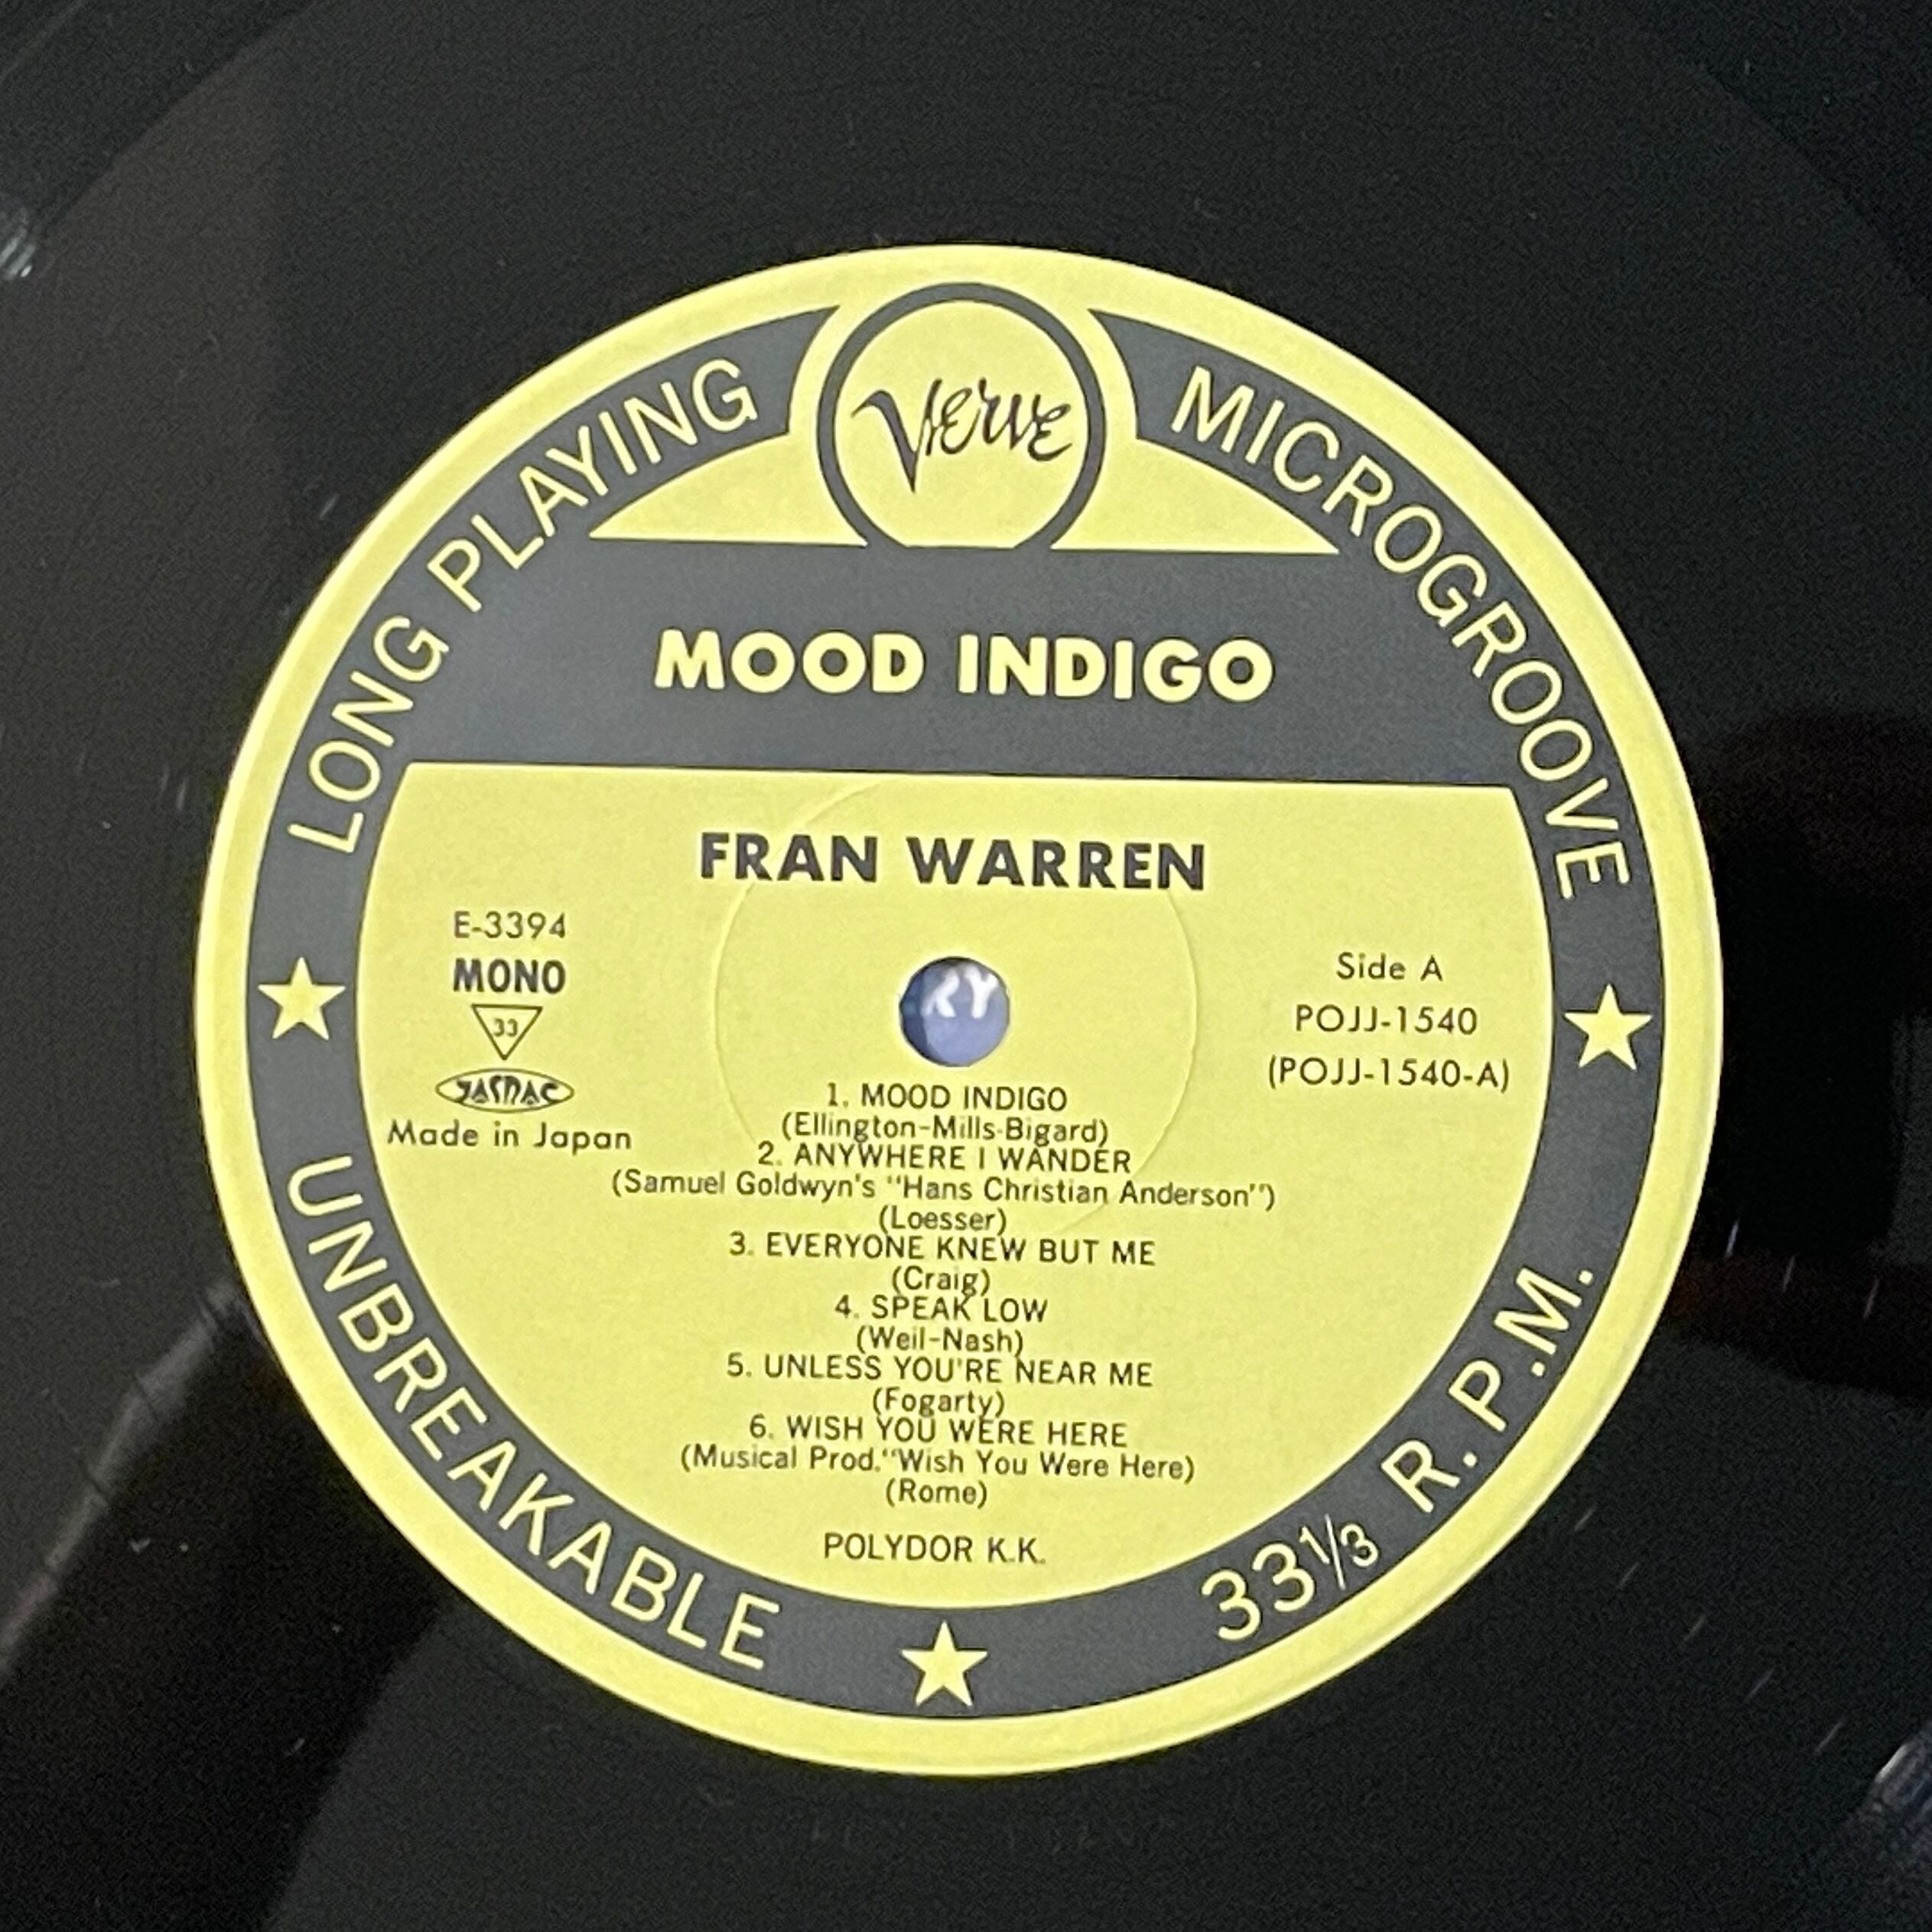 Verve
LONG PLAYING
MICROGROOVE
MOOD INDIGO
FRAN WARREN
E-3394
MONO
33
JASRAC
Made in Japan
RY
Side A
POJJ-1540
(POJJ-1540-A)
1. MOOD INDIGO
(Ellington-Mills-Bigard)
2. ANYWHERE I WANDER
(Samuel Goldwyn's "Hans Christian Anderson")
(Loesser)
3. EVERYONE KNEW BUT ME
(Craig)
4. SPEAK LOW
(Weil-Nash)
5. UNLESS YOU'RE NEAR ME
(Fogarty)
6. WISH YOU WERE HERE
(Musical Prod."Wish You Were Here)
(Rome)
POLYDOR K.K.
UNBREAKABLE
33⅓ R.P.M.